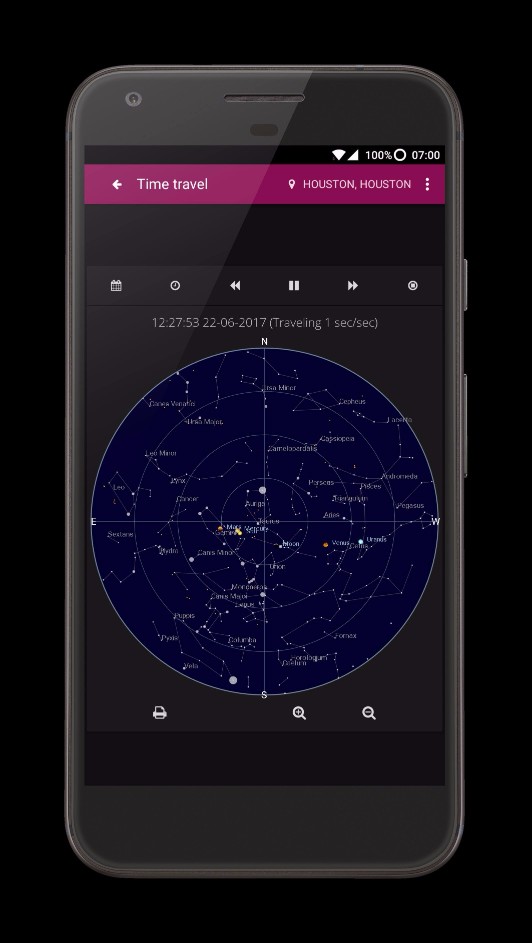 100% 07:00
Time travel HOUSTON, HOUSTON
12:27:53 22-06-2017 (Traveling 1 sec/sec)
N
Ursa Minor
Canes Venatici
Cepheus
Ursa Major
Lacerta
Cassiopeia
Camelopardalis
Leo Minor
Lynx
Perseus
Andromeda
Leo
Pisces
Cancer
Triangulum
Auriga
Pegasus
Aries
E
Taurus
W
Mars
Mercury
Gemini
Sextans
Moon
Venus
Uranus
Cetus
Hydra
Canis Minor
Orion
Monoceros
Canis Major
Lepus
Puppis
Fornax
Pyxis
Columba
Horologium
Caelum
Vela
S